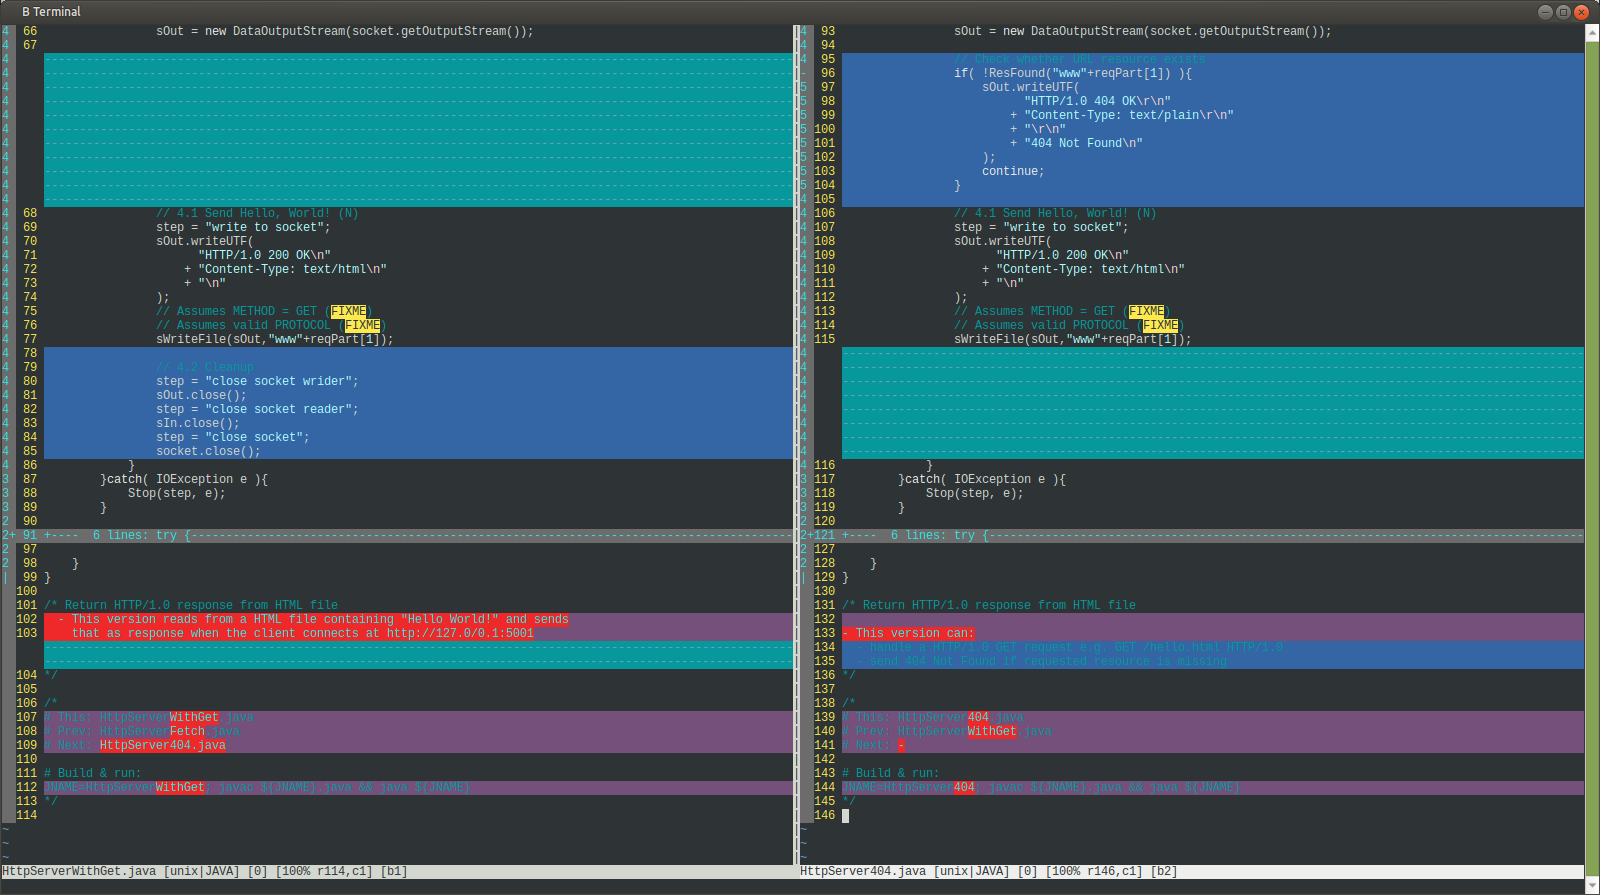 B Terminal
4  66                 sOut = new DataOutputStream(socket.getOutputStream());
4  67
4
4
4
4
4
4
4
4
4
4
4
4  68                 // 4.1 Send Hello, World! (N)
4  69                 step = "write to socket";
4  70                 sOut.writeUTF(
4  71                       "HTTP/1.0 200 OK\n"
4  72                     + "Content-Type: text/html\n"
4  73                     + "\n"
4  74                 );
4  75                 // Assumes METHOD = GET (FIXME)
4  76                 // Assumes valid PROTOCOL (FIXME)
4  77                 sWriteFile(sOut,"www"+reqPart[1]);
4  78
4  79                 // 4.2 Cleanup
4  80                 step = "close socket wrider";
4  81                 sOut.close();
4  82                 step = "close socket reader";
4  83                 sIn.close();
4  84                 step = "close socket";
4  85                 socket.close();
4  86             }
3  87         }catch( IOException e ){
3  88             Stop(step, e);
3  89         }
2  90
2+ 91 +----  6 lines: try {
2  97
2  98     }
|  99 }
100
101 /* Return HTTP/1.0 response from HTML file
102   - This version reads from a HTML file containing "Hello World!" and sends
103     that as response when the client connects at http://127.0/0.1:5001
104 */
105
106 /*
107 # This: HttpServerWithGet.java
108 # Prev: HttpServerFetch.java
109 # Next: HttpServer404.java
110
111 # Build & run:
112 JNAME=HttpServerWithGet; javac $(JNAME).java && java $(JNAME)
113 */
114
~
~
~
HttpServerWithGet.java [unix|JAVA] [0] [100% r114,c1] [b1]
4  93                 sOut = new DataOutputStream(socket.getOutputStream());
4  94
4  95                 // Check whether URL resource exists
-  96                 if( !ResFound("www"+reqPart[1]) ){
5  97                     sOut.writeUTF(
5  98                           "HTTP/1.0 404 OK\r\n"
5  99                         + "Content-Type: text/plain\r\n"
5 100                         + "\r\n"
5 101                         + "404 Not Found\n"
5 102                     );
5 103                     continue;
5 104                 }
4 105
4 106                 // 4.1 Send Hello, World! (N)
4 107                 step = "write to socket";
4 108                 sOut.writeUTF(
4 109                       "HTTP/1.0 200 OK\n"
4 110                     + "Content-Type: text/html\n"
4 111                     + "\n"
4 112                 );
4 113                 // Assumes METHOD = GET (FIXME)
4 114                 // Assumes valid PROTOCOL (FIXME)
4 115                 sWriteFile(sOut,"www"+reqPart[1]);
4
4
4
4
4
4
4
4
4 116             }
3 117         }catch( IOException e ){
3 118             Stop(step, e);
3 119         }
2 120
2+121 +----  6 lines: try {
2 127
2 128     }
| 129 }
130
131 /* Return HTTP/1.0 response from HTML file
132
133 - This version can:
134   - handle a HTTP/1.0 GET request e.g. GET /hello.html HTTP/1.0
135   - send 404 Not Found if requested resource is missing
136 */
137
138 /*
139 # This: HttpServer404.java
140 # Prev: HttpServerWithGet.java
141 # Next: -
142
143 # Build & run:
144 JNAME=HttpServer404; javac $(JNAME).java && java $(JNAME)
145 */
146
~
~
~
HttpServer404.java [unix|JAVA] [0] [100% r146,c1] [b2]